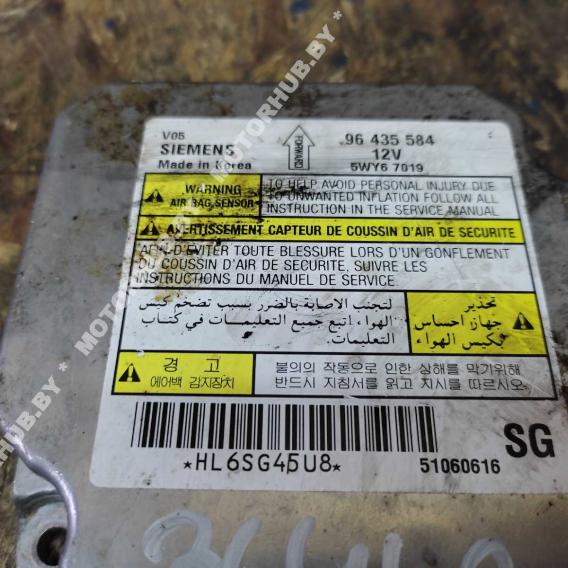 V05
SIEMENS
Made in Korea
FORWARD
96 435 584
12V
5WY6 7019
WARNING
AIR BAG SENSOR
TO HELP AVOID PERSONAL INJURY DUE
TO UNWANTED INFLATION FOLLOW ALL
INSTRUCTION IN THE SERVICE MANUAL
AVERTISSEMENT CAPTEUR DE COUSSIN D'AIR DE SECURITE
AFIN D'EVITER TOUTE BLESSURE LORS D'UN GONFLEMENT
DU COUSSIN D'AIR DE SECURITE, SUIVRE LES
INSTRUCTIONS DU MANUEL DE SERVICE.
تحذير
جهاز احساس
بكيس الهواء
لتجنب الاصابة بالضرر بسبب تضخم كيس
الهواء، اتبع جميع التعليمات في كتاب
التعليمات.
경 고
에어백 감지장치
불의의 작동으로 인한 상해를 막기위해
반드시 지침서를 읽고 지시를 따르십시오.
*HL6SG45U8*
SG
51060616
* MOTORHUB.BY * MOTORHUB.BY *